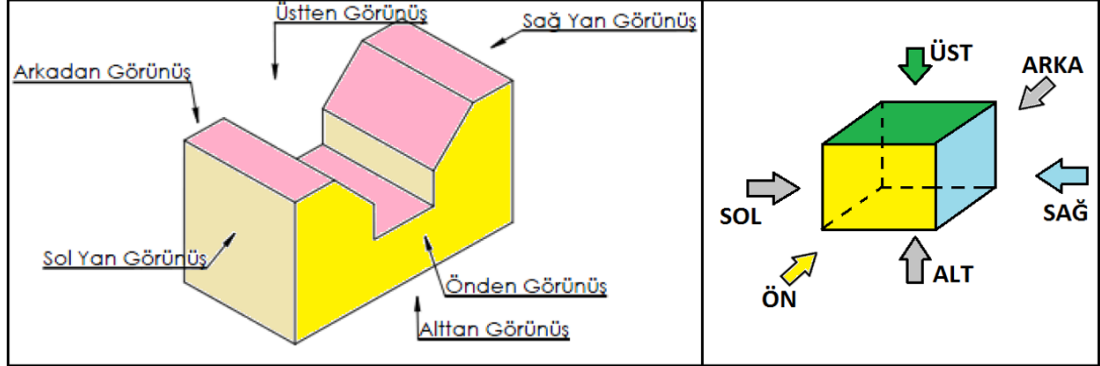 Üstten Görünüş
Sağ Yan Görünüş
Arkadan Görünüş
Sol Yan Görünüş
Önden Görünüş
Alttan Görünüş
ÜST
ARKA
SOL
SAĞ
ÖN
ALT